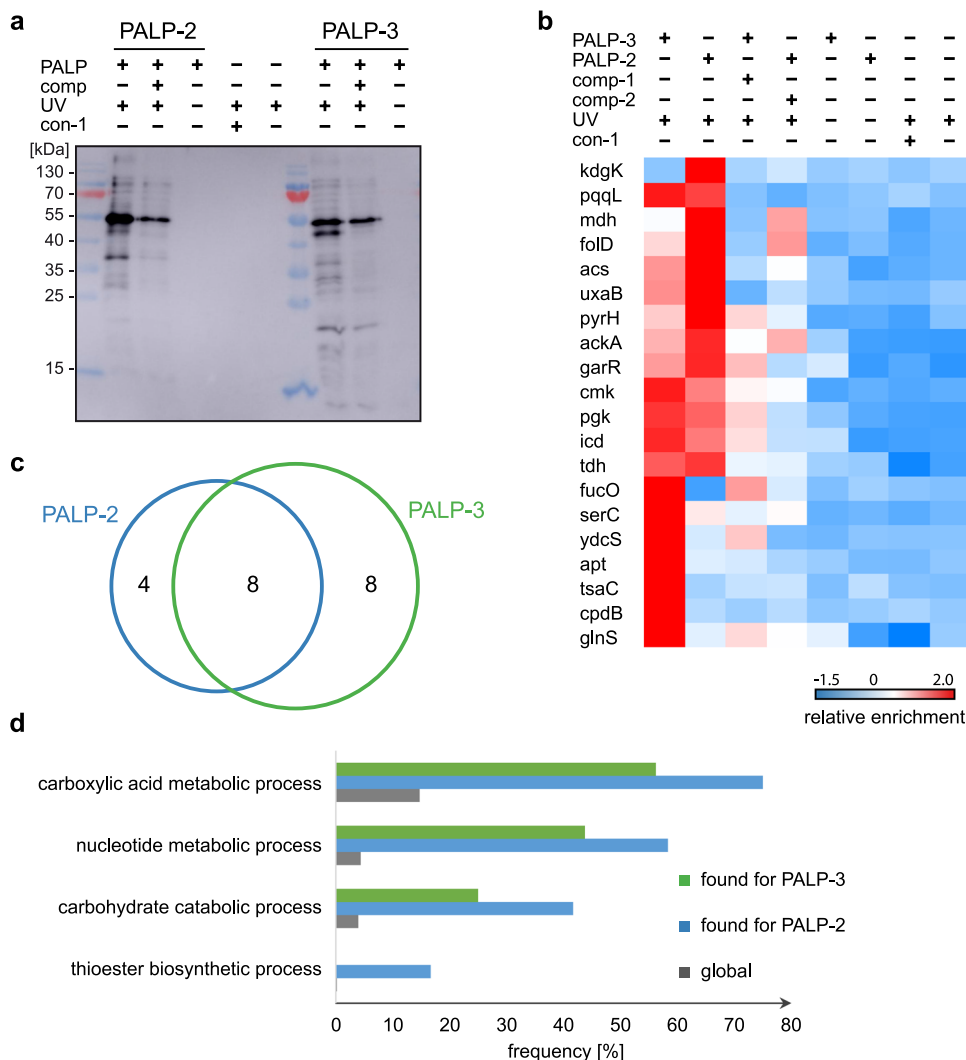 a
PALP-2 PALP-3
PALP + + + − − + + +
comp − + − − − − + −
UV + + − + + + + −
con-1 − − − + − − − −
[kDa]
130
70
55
40
35
25
15
b
PALP-3 + − + − + − − −
PALP-2 − + − + − + − −
comp-1 − − + − − − − −
comp-2 − − − + − − − −
UV + + + + − − + +
con-1 − − − − − − + −
kdgK
pqqL
mdh
folD
acs
uxaB
pyrH
ackA
garR
cmk
pgk
icd
tdh
fucO
serC
ydcS
apt
tsaC
cpdB
glnS
-1.5 0 2.0
relative enrichment
c
PALP-2 PALP-3
4 8 8
d
carboxylic acid metabolic process
nucleotide metabolic process
carbohydrate catabolic process
thioester biosynthetic process
found for PALP-3
found for PALP-2
global
0 10 20 30 40 50 60 70 80
frequency [%]